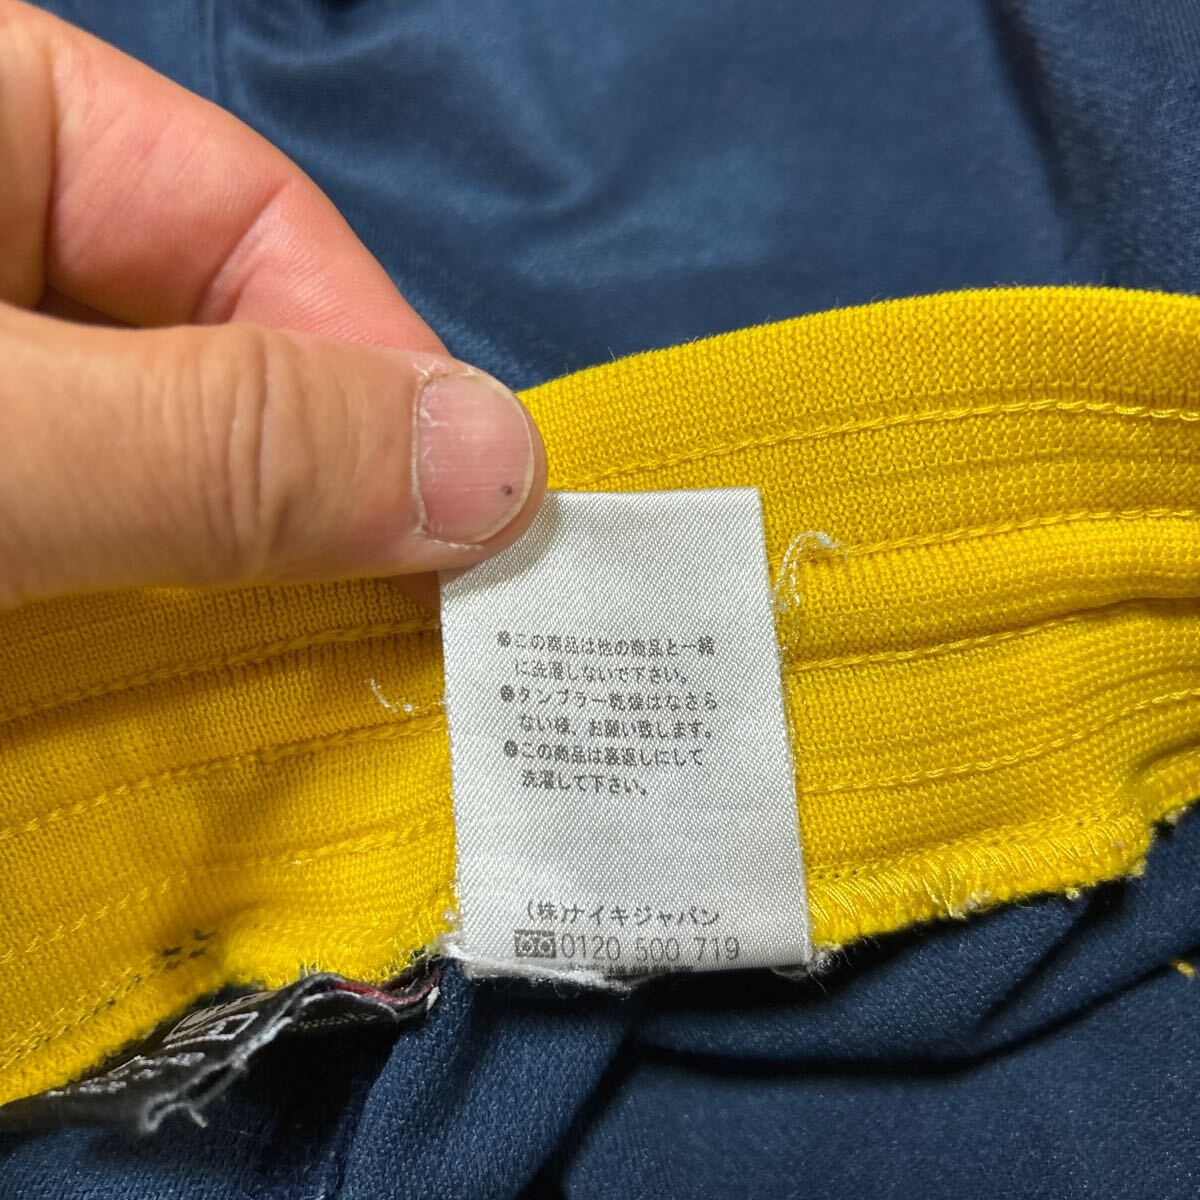 ●この商品は他の商品と一緒
に洗濯しないで下さい。
●タンブラー乾燥はなさら
ない様、お願い致します。
●この商品は裏返しにして
洗濯して下さい。
(株)ナイキジャパン
0120 500 719